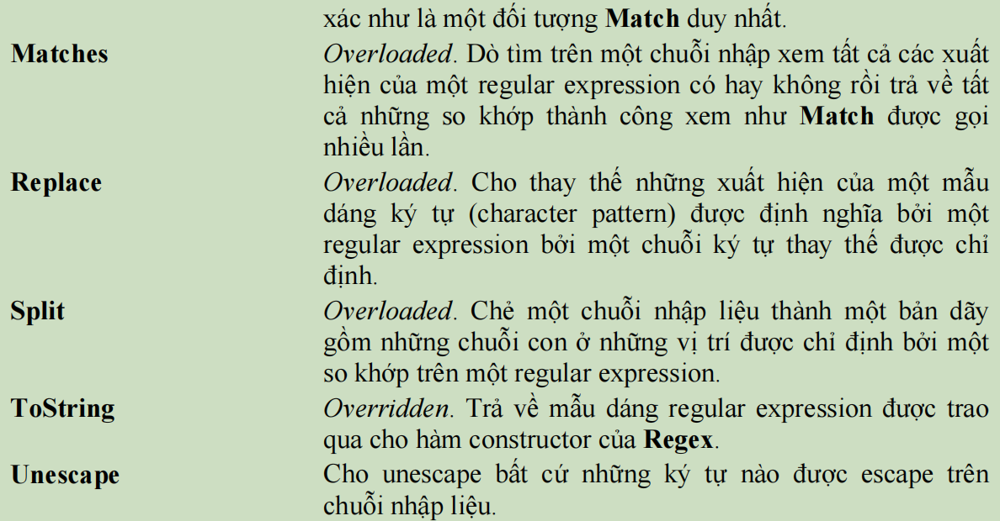 xác như là một đối tượng Match duy nhất.
Matches Overloaded. Dò tìm trên một chuỗi nhập xem tất cả các xuất
hiện của một regular expression có hay không rồi trả về tất
cả những so khớp thành công xem như Match được gọi
nhiều lần.
Replace Overloaded. Cho thay thế những xuất hiện của một mẫu
dáng ký tự (character pattern) được định nghĩa bởi một
regular expression bởi một chuỗi ký tự thay thế được chỉ
định.
Split Overloaded. Chẻ một chuỗi nhập liệu thành một bản dãy
gồm những chuỗi con ở những vị trí được chỉ định bởi một
so khớp trên một regular expression.
ToString Overridden. Trả về mẫu dáng regular expression được trao
qua cho hàm constructor của Regex.
Unescape Cho unescape bất cứ những ký tự nào được escape trên
chuỗi nhập liệu.